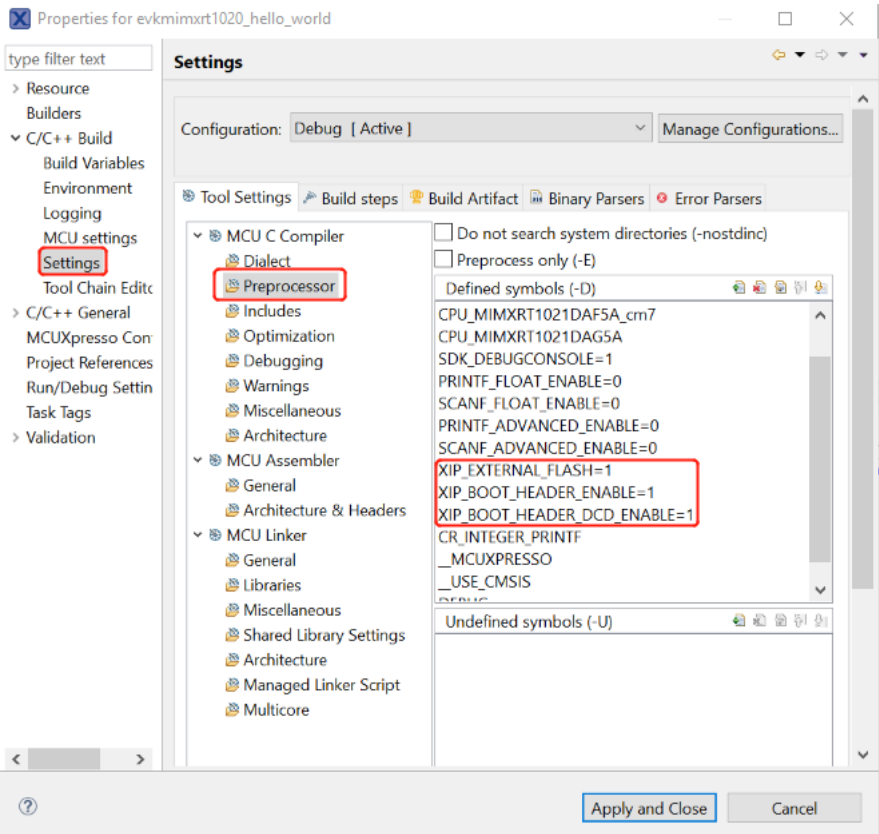 Properties for evkmimxrt1020_hello_world
type filter text
Resource
Builders
C/C++ Build
Build Variables
Environment
Logging
MCU settings
Settings
Tool Chain Editc
C/C++ General
MCUXpresso Con
Project References
Run/Debug Settin
Task Tags
Validation
Settings
Configuration: Debug [ Active ] Manage Configurations...
Tool Settings Build steps Build Artifact Binary Parsers Error Parsers
MCU C Compiler
Dialect
Preprocessor
Includes
Optimization
Debugging
Warnings
Miscellaneous
Architecture
MCU Assembler
General
Architecture & Headers
MCU Linker
General
Libraries
Miscellaneous
Shared Library Settings
Architecture
Managed Linker Script
Multicore
Do not search system directories (-nostdinc)
Preprocess only (-E)
Defined symbols (-D)
CPU_MIMXRT1021DAF5A_cm7
CPU_MIMXRT1021DAG5A
SDK_DEBUGCONSOLE=1
PRINTF_FLOAT_ENABLE=0
SCANF_FLOAT_ENABLE=0
PRINTF_ADVANCED_ENABLE=0
SCANF_ADVANCED_ENABLE=0
XIP_EXTERNAL_FLASH=1
XIP_BOOT_HEADER_ENABLE=1
XIP_BOOT_HEADER_DCD_ENABLE=1
CR_INTEGER_PRINTF
__MCUXPRESSO
__USE_CMSIS
Undefined symbols (-U)
Apply and Close
Cancel